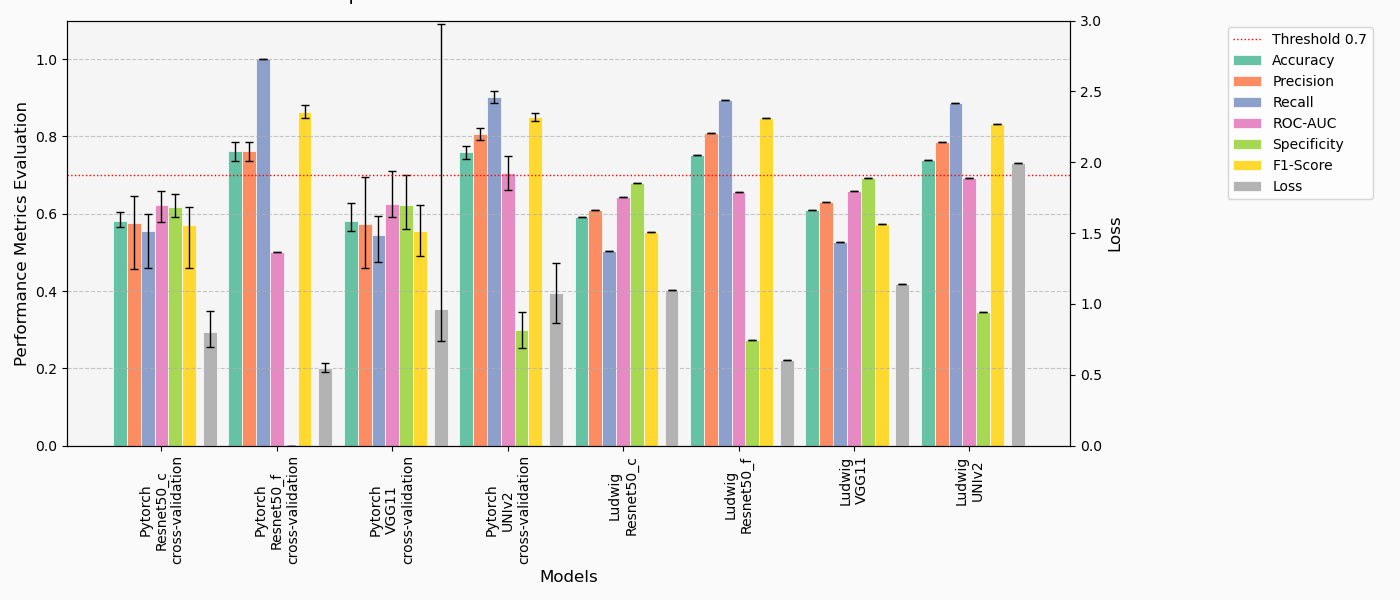 1.0
0.8
0.6
0.4
0.2
0.0
Performance Metrics Evaluation
3.0
2.5
2.0
1.5
1.0
0.5
0.0
Loss
Threshold 0.7
Accuracy
Precision
Recall
ROC-AUC
Specificity
F1-Score
Loss
Pytorch
Resnet50_c
cross-validation
Pytorch
Resnet50_f
cross-validation
Pytorch
VGG11
cross-validation
Pytorch
UNIv2
cross-validation
Ludwig
Resnet50_c
Ludwig
Resnet50_f
Ludwig
VGG11
Ludwig
UNIv2
Models